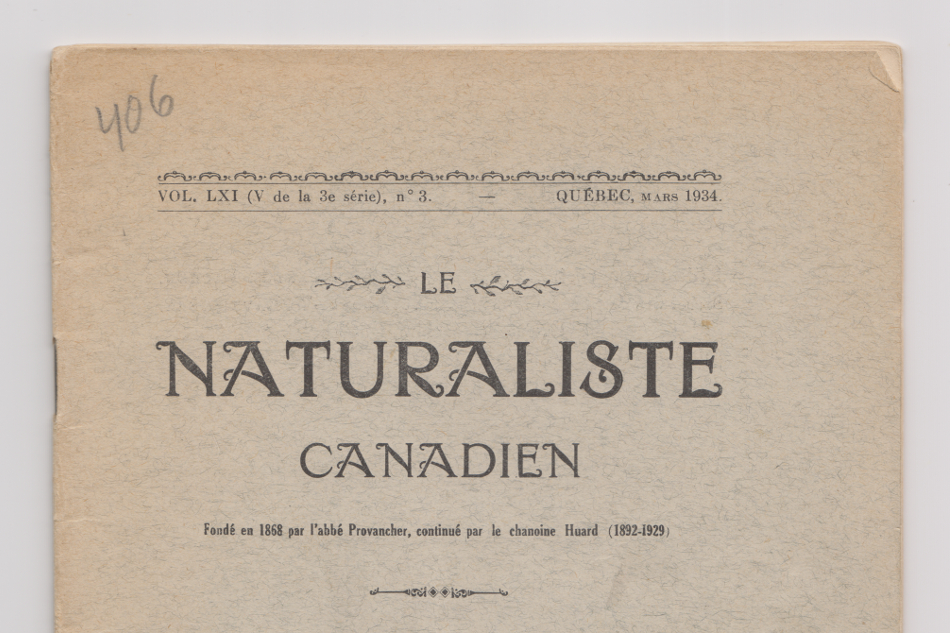 406
VOL. LXI (V de la 3e série), n° 3. — QUÉBEC, MARS 1934.
LE
NATURALISTE
CANADIEN
Fondé en 1868 par l'abbé Provancher, continué par le chanoine Huard (1892-1929)